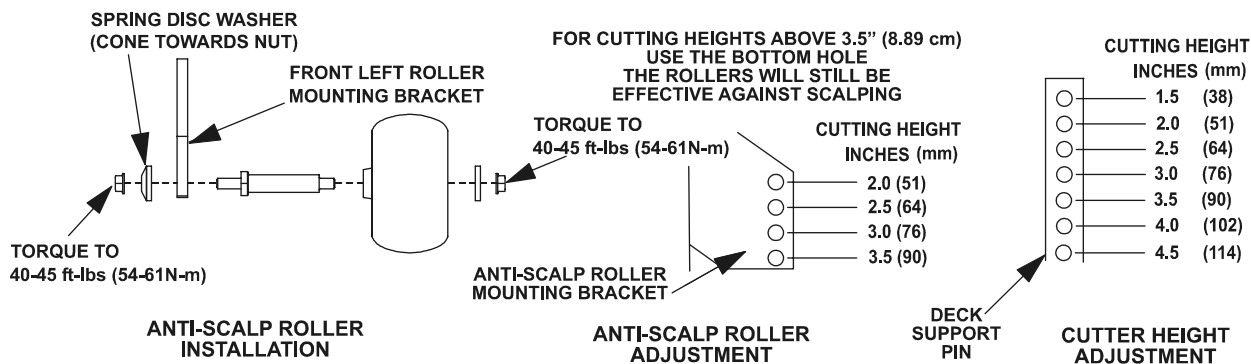 SPRING DISC WASHER
(CONE TOWARDS NUT)
FRONT LEFT ROLLER
MOUNTING BRACKET
TORQUE TO
40-45 ft-lbs (54-61N-m)
TORQUE TO
40-45 ft-lbs (54-61N-m)
ANTI-SCALP ROLLER
INSTALLATION
FOR CUTTING HEIGHTS ABOVE 3.5” (8.89 cm)
USE THE BOTTOM HOLE
THE ROLLERS WILL STILL BE
EFFECTIVE AGAINST SCALPING
CUTTING HEIGHT
INCHES (mm)
2.0 (51)
2.5 (64)
3.0 (76)
3.5 (90)
ANTI-SCALP ROLLER
MOUNTING BRACKET
ANTI-SCALP ROLLER
ADJUSTMENT
CUTTING HEIGHT
INCHES (mm)
1.5 (38)
2.0 (51)
2.5 (64)
3.0 (76)
3.5 (90)
4.0 (102)
4.5 (114)
DECK
SUPPORT
PIN
CUTTER HEIGHT
ADJUSTMENT